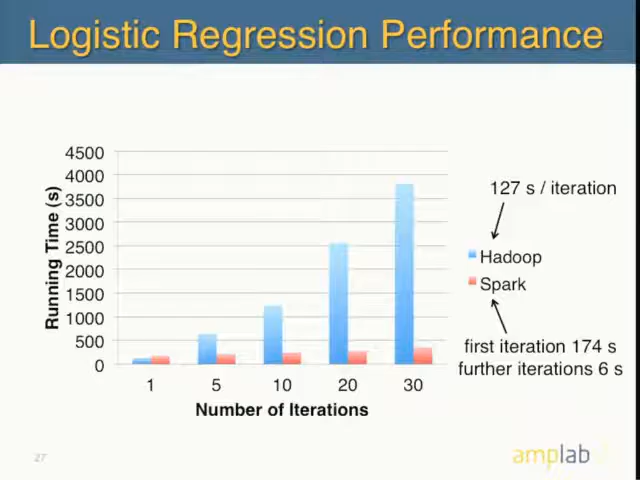 Logistic Regression Performance
4500
4000
3500
3000
2500
2000
1500
1000
500
0
Running Time (s)
1 5 10 20 30
Number of Iterations
127 s / iteration
Hadoop
Spark
first iteration 174 s
further iterations 6 s
27
amplab